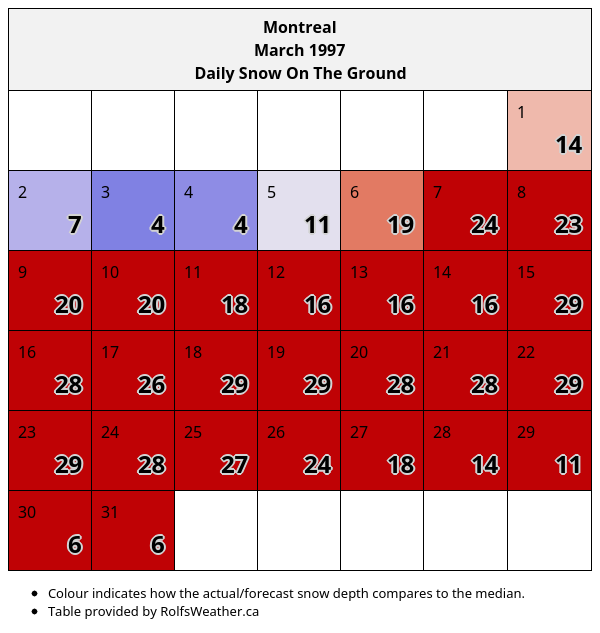 Montreal
March 1997
Daily Snow On The Ground
1
14
2 3 4 5 6 7 8
7 4 4 11 19 24 23
9 10 11 12 13 14 15
20 20 18 16 16 16 29
16 17 18 19 20 21 22
28 26 29 29 28 28 29
23 24 25 26 27 28 29
29 28 27 24 18 14 11
30 31
6 6
Colour indicates how the actual/forecast snow depth compares to the median.
Table provided by RolfsWeather.ca